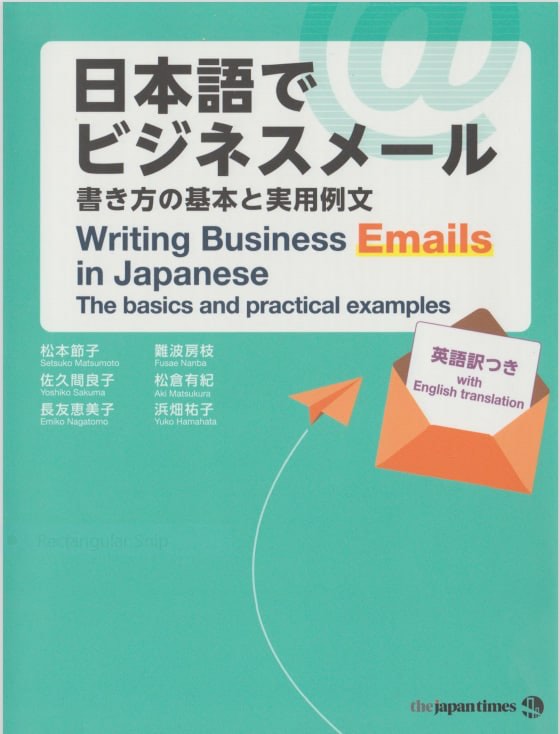 日本語で
ビジネスメール
書き方の基本と実用例文
Writing Business Emails
in Japanese
The basics and practical examples
松本節子
Setsuko Matsumoto
難波房枝
Fusae Nanba
佐久間良子
Yoshiko Sakuma
松倉有紀
Aki Matsukura
長友恵美子
Emiko Nagatomo
浜畑祐子
Yuko Hamahata
英語訳つき
with
English translation
Rectangular Snip
the japan times